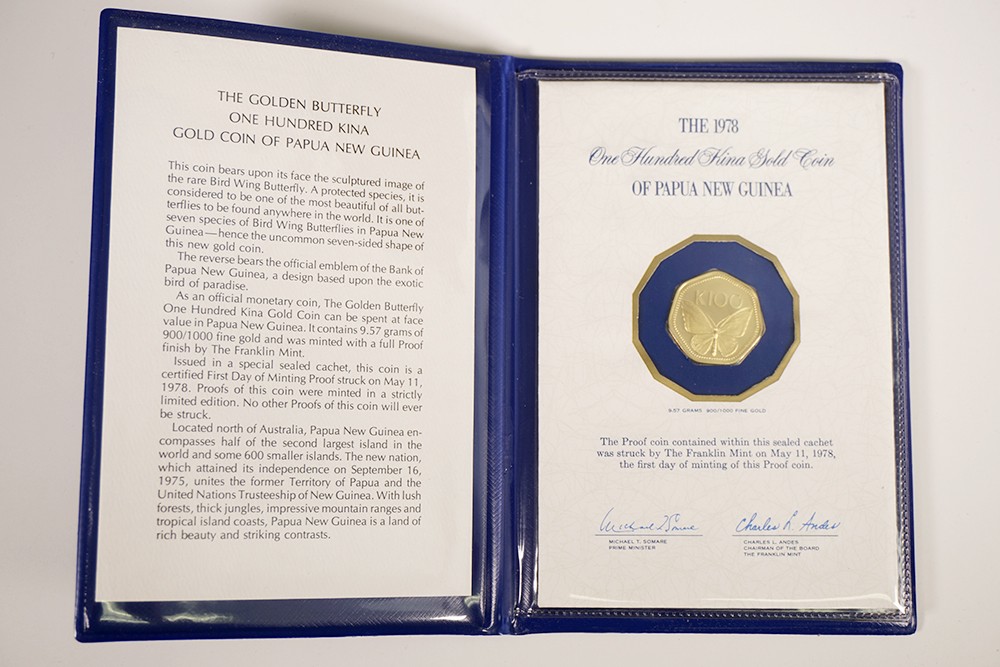 THE GOLDEN BUTTERFLY
ONE HUNDRED KINA
GOLD COIN OF PAPUA NEW GUINEA
This coin bears upon its face the sculptured image of
the rare Bird Wing Butterfly. A protected species, it is
considered to be one of the most beautiful of all but-
terflies to be found anywhere in the world. It is one of
seven species of Bird Wing Butterflies in Papua New
Guinea—hence the uncommon seven-sided shape of
this new gold coin.
The reverse bears the official emblem of the Bank of
Papua New Guinea, a design based upon the exotic
bird of paradise.
As an official monetary coin, The Golden Butterfly
One Hundred Kina Gold Coin can be spent at face
value in Papua New Guinea. It contains 9.57 grams of
900/1000 fine gold and was minted with a full Proof
finish by The Franklin Mint.
Issued in a special sealed cachet, this coin is a
certified First Day of Minting Proof struck on May 11,
1978. Proofs of this coin were minted in a strictly
limited edition. No other Proofs of this coin will ever
be struck.
Located north of Australia, Papua New Guinea en-
compasses half of the second largest island in the
world and some 600 smaller islands. The new nation,
which attained its independence on September 16,
1975, unites the former Territory of Papua and the
United Nations Trusteeship of New Guinea. With lush
forests, thick jungles, impressive mountain ranges and
tropical island coasts, Papua New Guinea is a land of
rich beauty and striking contrasts.
THE 1978
One Hundred Kina Gold Coin
OF PAPUA NEW GUINEA
K100
9.57 GRAMS 900/1000 FINE GOLD
The Proof coin contained within this sealed cachet
was struck by The Franklin Mint on May 11, 1978,
the first day of minting of this Proof coin.
Michael T Somare
MICHAEL T. SOMARE
PRIME MINISTER
Charles L. Andes
CHARLES L. ANDES
CHAIRMAN OF THE BOARD
THE FRANKLIN MINT